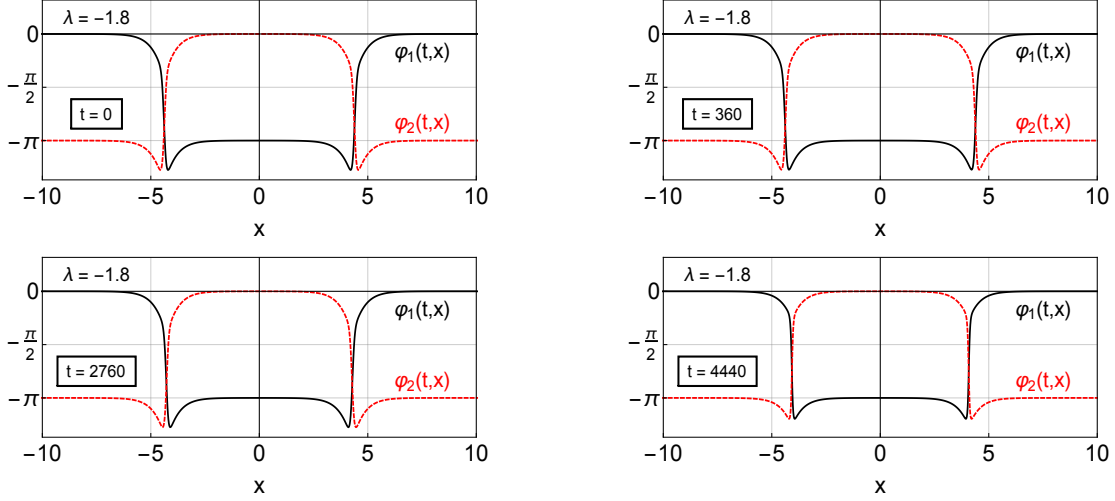 λ = −1.8
0
φ₁(t,x)
−π/2
t = 0
φ₂(t,x)
−π
−10 −5 0 5 10
x
λ = −1.8
0
φ₁(t,x)
−π/2
t = 360
φ₂(t,x)
−π
−10 −5 0 5 10
x
λ = −1.8
0
φ₁(t,x)
−π/2
t = 2760
φ₂(t,x)
−π
−10 −5 0 5 10
x
λ = −1.8
0
φ₁(t,x)
−π/2
t = 4440
φ₂(t,x)
−π
−10 −5 0 5 10
x